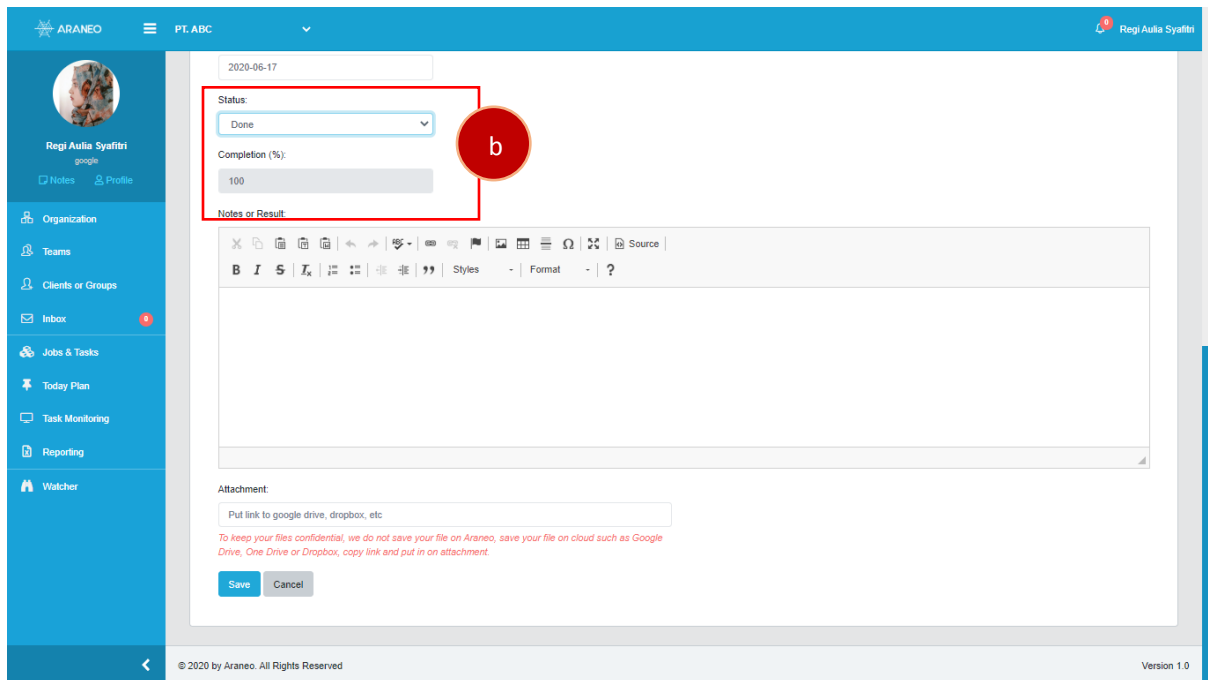 ARANEO
PT. ABC
0
Regi Aulia Syafitri
Regi Aulia Syafitri
google
Notes
Profile
Organization
Teams
Clients or Groups
Inbox
0
Jobs & Tasks
Today Plan
Task Monitoring
Reporting
Watcher
2020-06-17
Status:
Done
b
Completion (%):
100
Notes or Result:
Source
B I S Ix
Styles
Format
?
Attachment:
Put link to google drive, dropbox, etc
To keep your files confidential, we do not save your file on Araneo, save your file on cloud such as Google
Drive, One Drive or Dropbox, copy link and put in on attachment.
Save
Cancel
© 2020 by Araneo. All Rights Reserved
Version 1.0